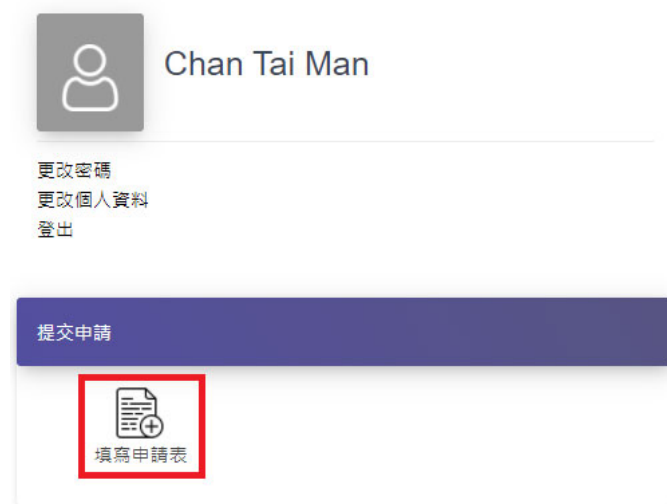 Chan Tai Man
更改密碼
更改個人資料
登出
提交申請
填寫申請表